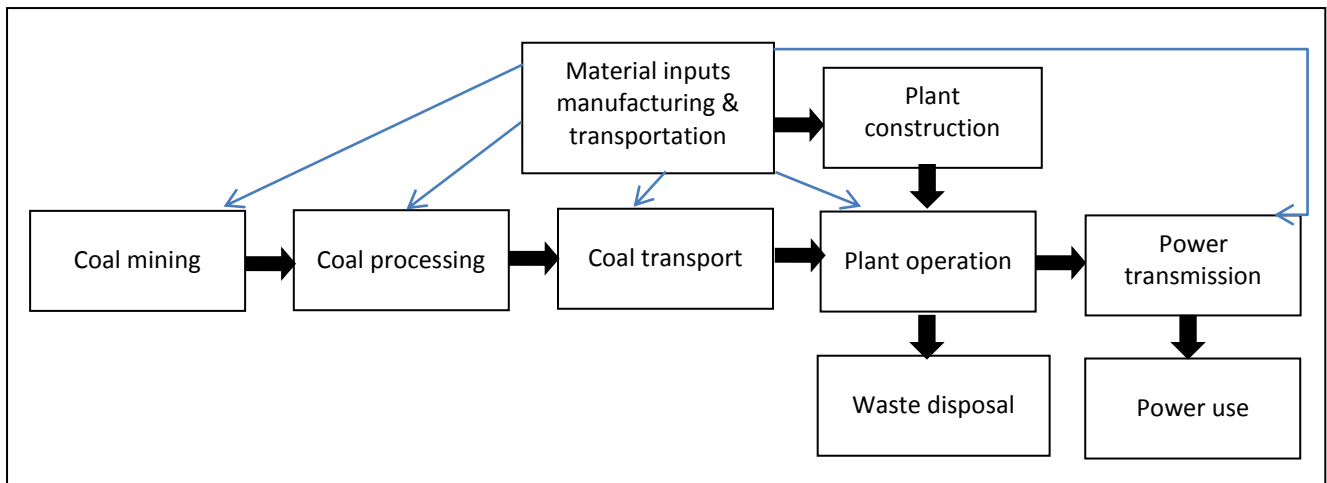 Material inputs
manufacturing &
transportation
Plant
construction
Coal mining
Coal processing
Coal transport
Plant operation
Power
transmission
Waste disposal
Power use